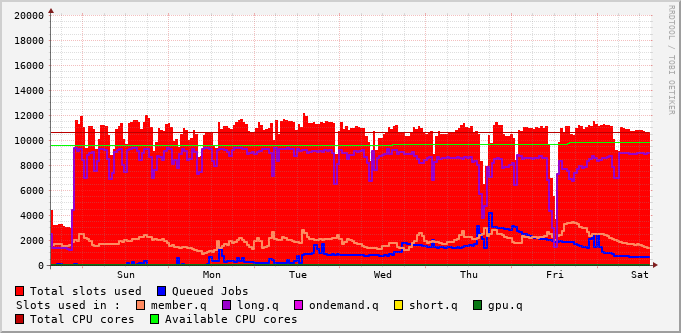 RRDTOOL / TOBI OETIKER
20000
18000
16000
14000
12000
10000
8000
6000
4000
2000
0
Sun Mon Tue Wed Thu Fri Sat
Total slots used Queued Jobs
Slots used in : member.q long.q ondemand.q short.q gpu.q
Total CPU cores Available CPU cores